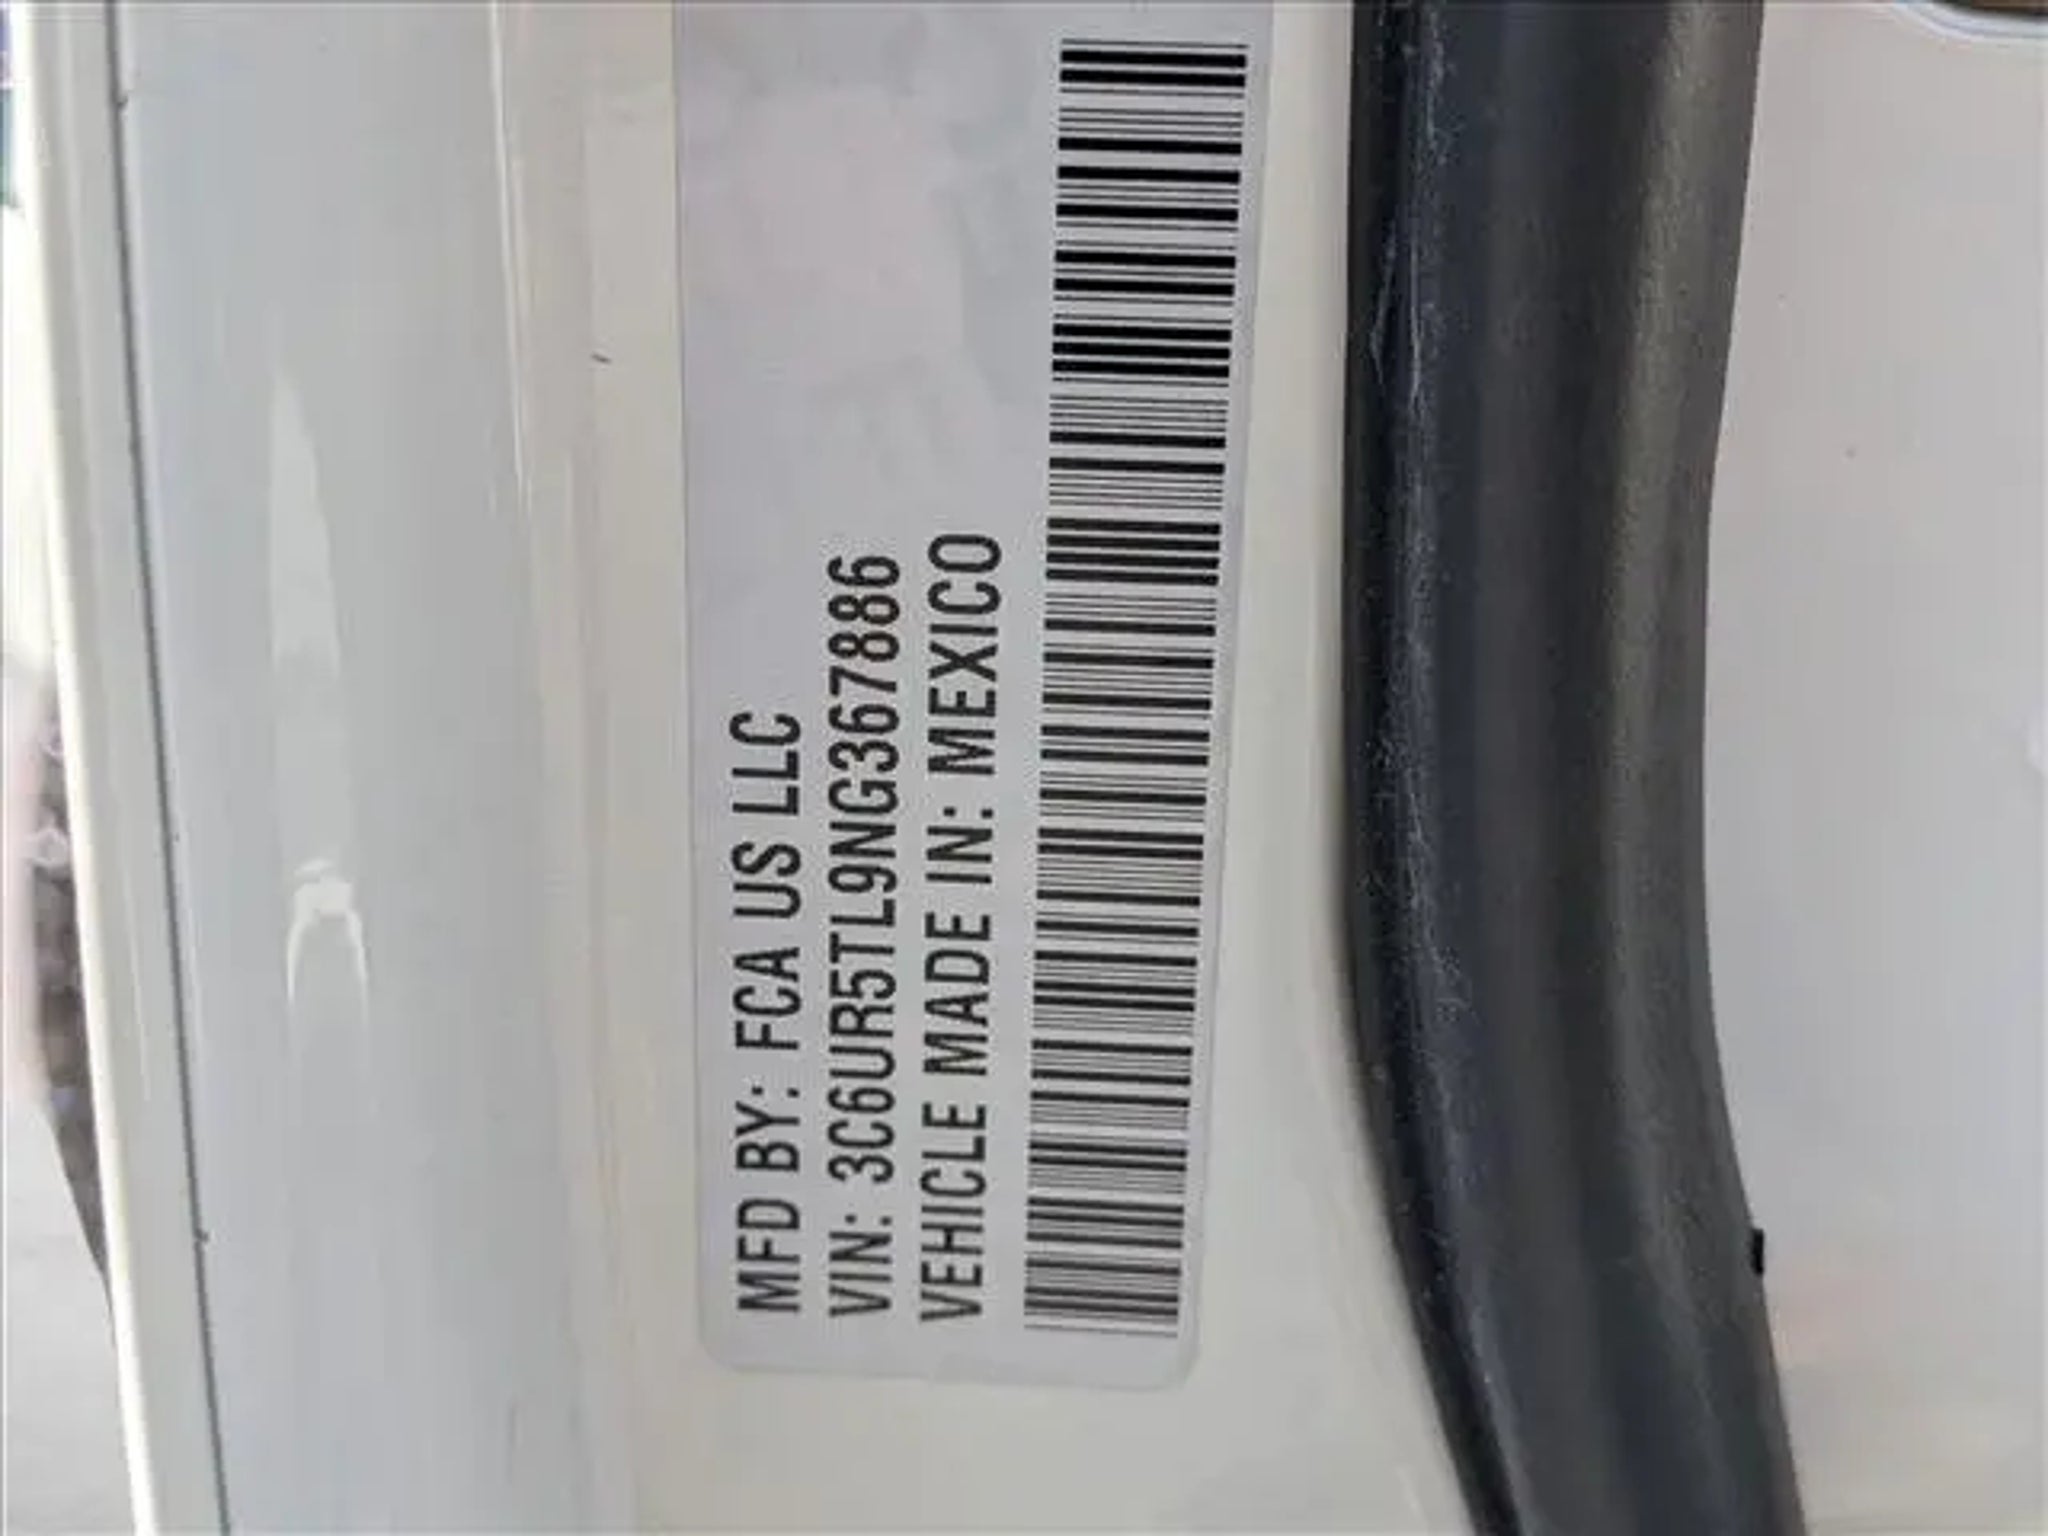 MFD BY: FCA US LLC
VIN: 3C6UR5TL9NG367886
VEHICLE MADE IN: MEXICO